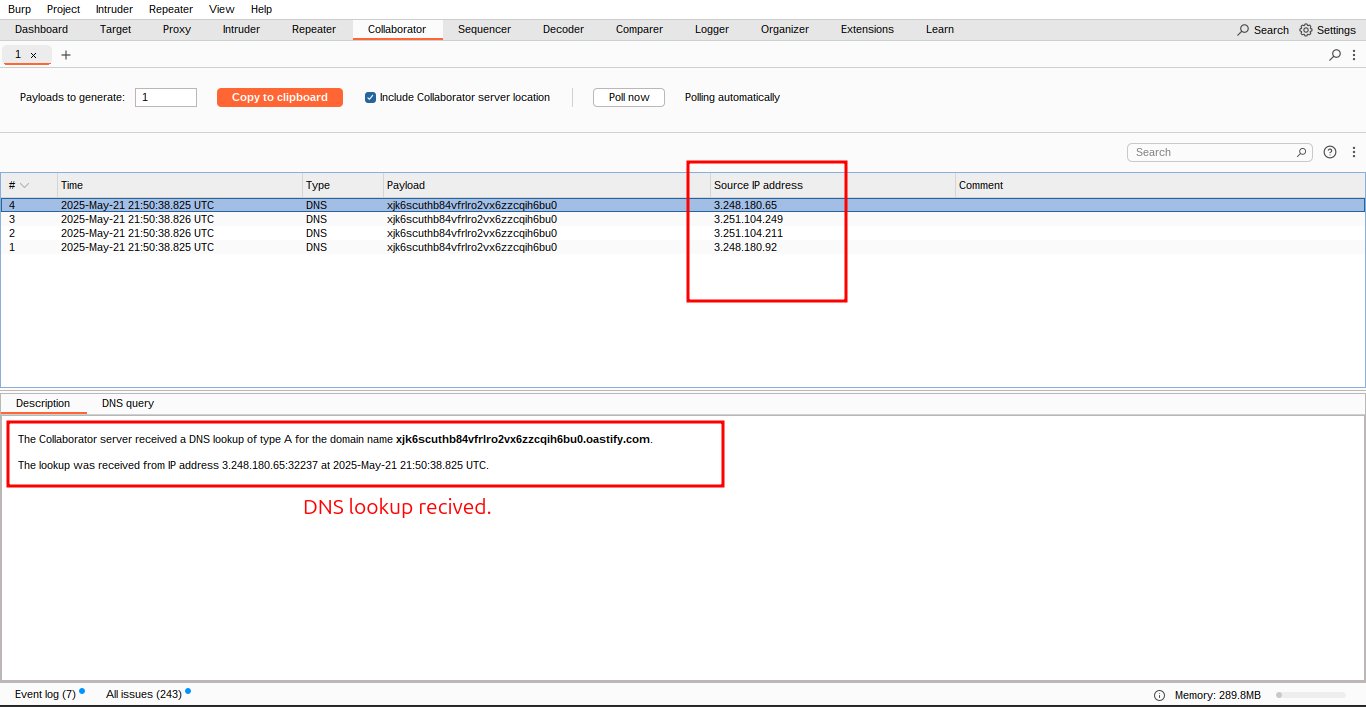 Burp Project Intruder Repeater View Help
Dashboard Target Proxy Intruder Repeater Collaborator Sequencer Decoder Comparer Logger Organizer Extensions Learn Search Settings
1 × +
Payloads to generate: 1 Copy to clipboard Include Collaborator server location Poll now Polling automatically
Search
# Time Type Payload Source IP address Comment
4 2025-May-21 21:50:38.825 UTC DNS xjk6scuthb84vfrlro2vx6zzcqih6bu0 3.248.180.65
3 2025-May-21 21:50:38.826 UTC DNS xjk6scuthb84vfrlro2vx6zzcqih6bu0 3.251.104.249
2 2025-May-21 21:50:38.826 UTC DNS xjk6scuthb84vfrlro2vx6zzcqih6bu0 3.251.104.211
1 2025-May-21 21:50:38.825 UTC DNS xjk6scuthb84vfrlro2vx6zzcqih6bu0 3.248.180.92
Description DNS query
The Collaborator server received a DNS lookup of type A for the domain name xjk6scuthb84vfrlro2vx6zzcqih6bu0.oastify.com.
The lookup was received from IP address 3.248.180.65:32237 at 2025-May-21 21:50:38.825 UTC.
DNS lookup recived.
Event log (7) All issues (243) Memory: 289.8MB